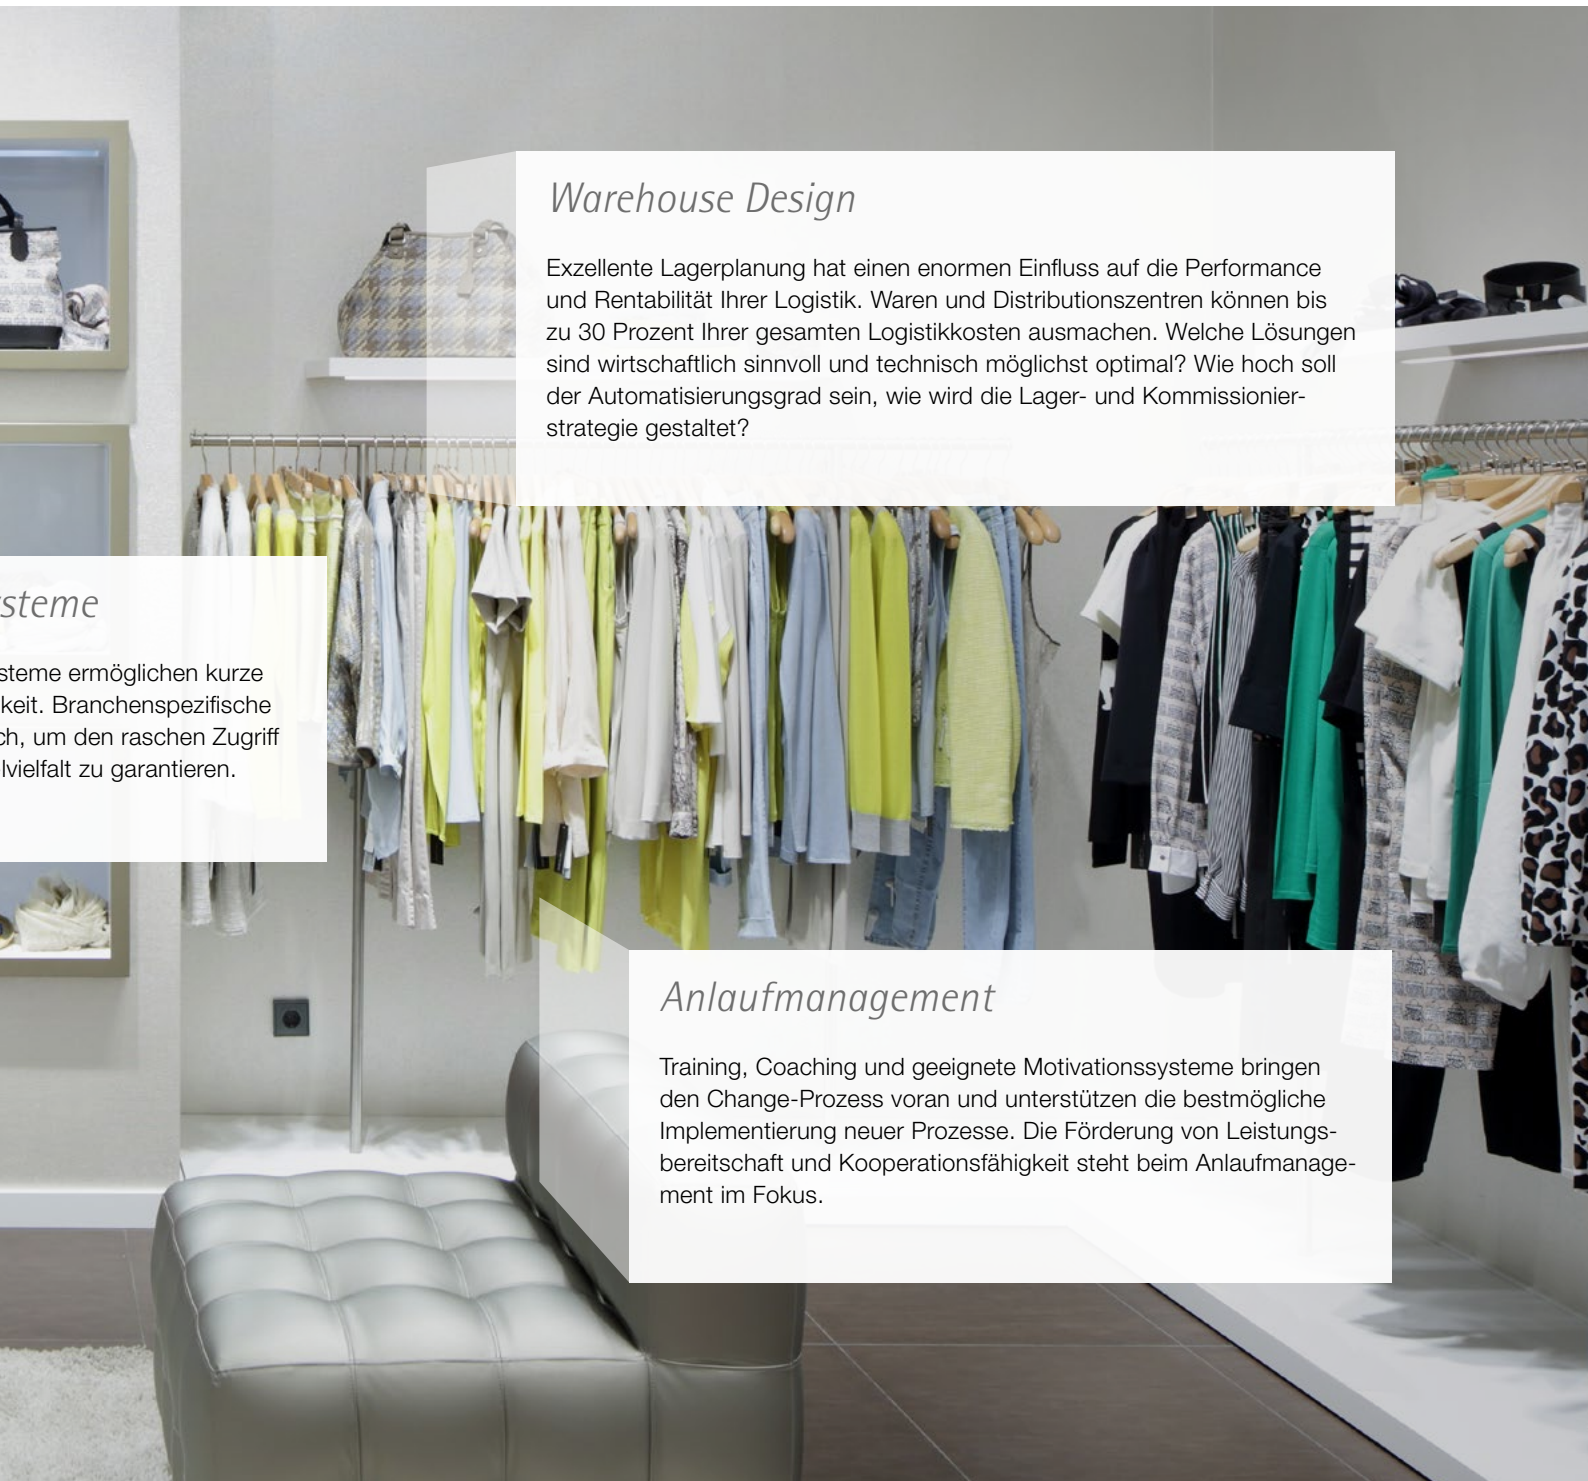 Warehouse Design
Exzellente Lagerplanung hat einen enormen Einfluss auf die Performance
und Rentabilität Ihrer Logistik. Waren und Distributionszentren können bis
zu 30 Prozent Ihrer gesamten Logistikkosten ausmachen. Welche Lösungen
sind wirtschaftlich sinnvoll und technisch möglichst optimal? Wie hoch soll
der Automatisierungsgrad sein, wie wird die Lager- und Kommissionier-
strategie gestaltet?
steme
steme ermöglichen kurze
keit. Branchenspezifische
ch, um den raschen Zugriff
lvielfalt zu garantieren.
Anlaufmanagement
Training, Coaching und geeignete Motivationssysteme bringen
den Change-Prozess voran und unterstützen die bestmögliche
Implementierung neuer Prozesse. Die Förderung von Leistungs-
bereitschaft und Kooperationsfähigkeit steht beim Anlaufmanage-
ment im Fokus.